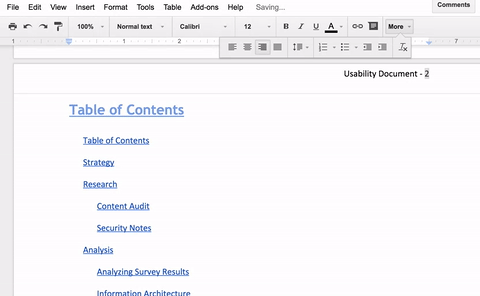 File Edit View Insert Format Tools Table Add-ons Help Saving... Comments
100% Normal text Calibri 12 B I U A More
1 1 2 7
Usability Document - 2
Table of Contents
Table of Contents
Strategy
Research
Content Audit
Security Notes
Analysis
Analyzing Survey Results
Information Architecture